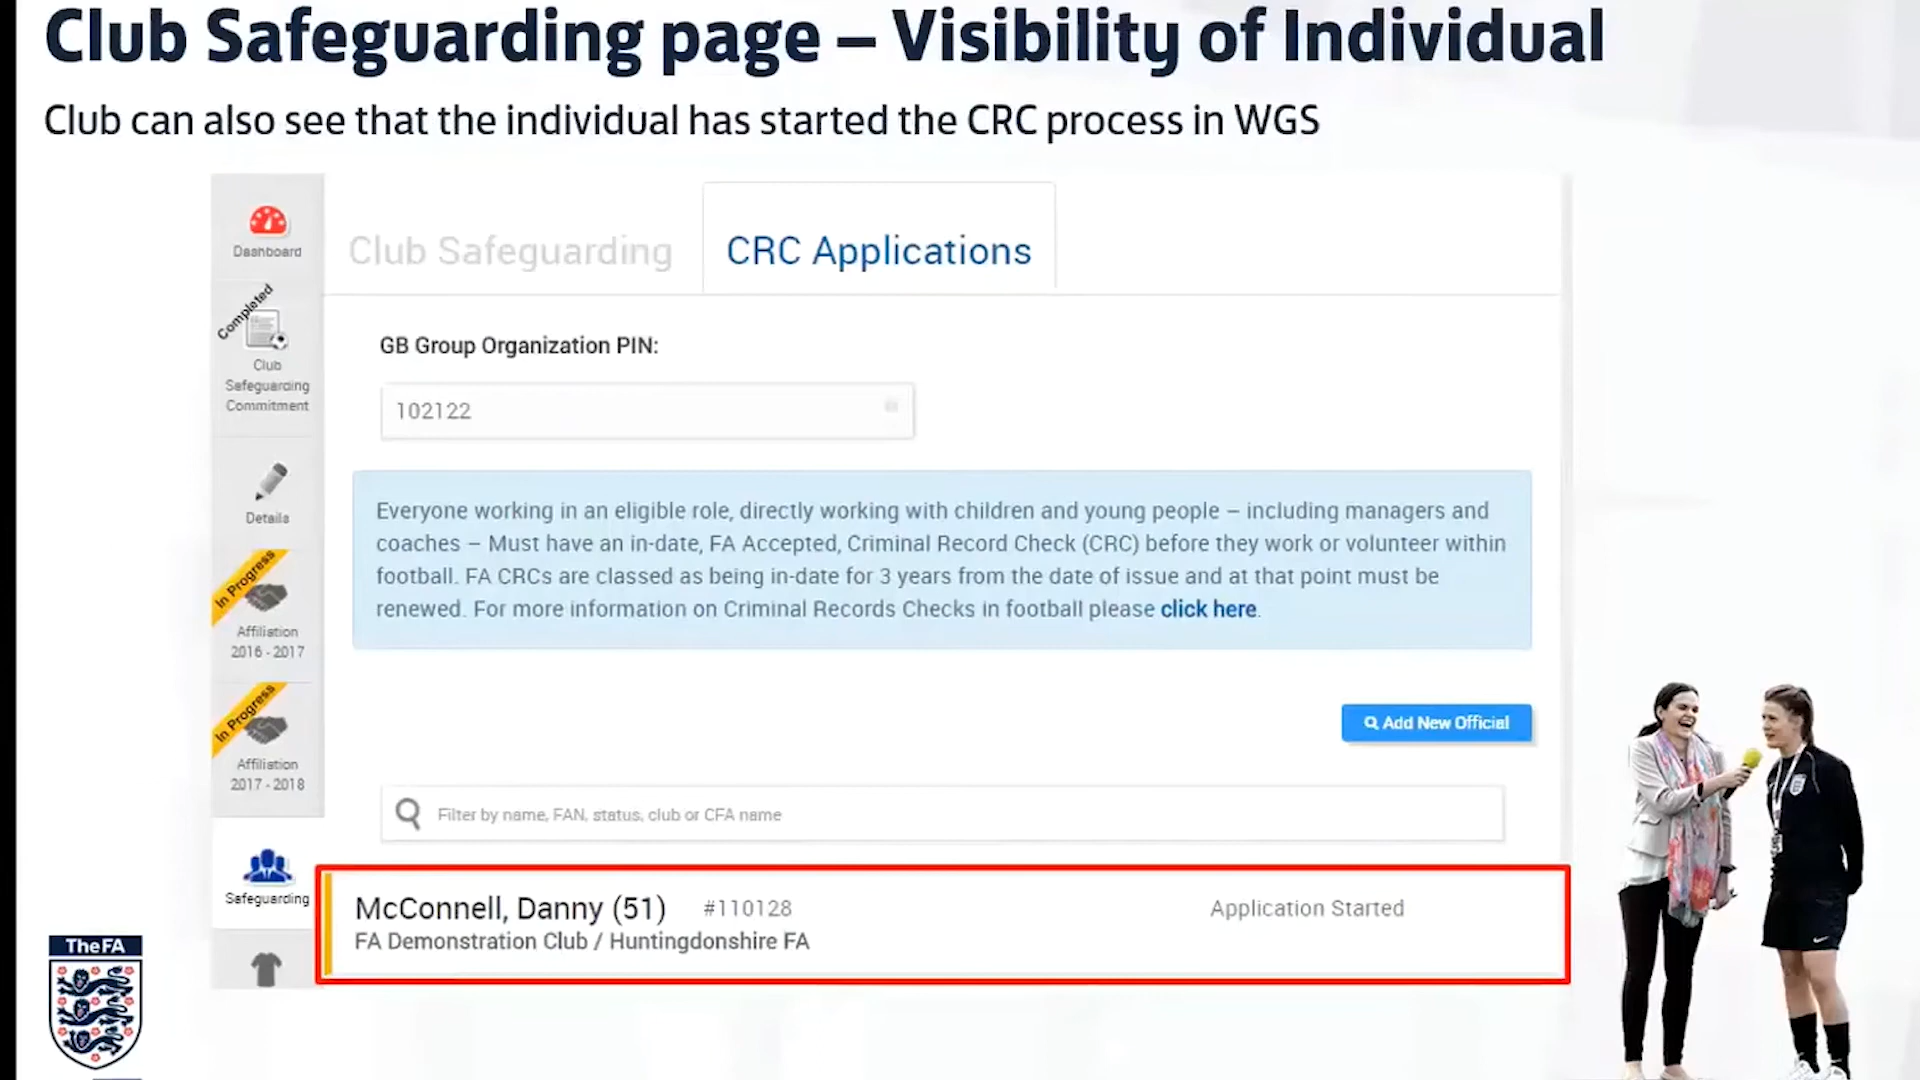 Club Safeguarding page – Visibility of Individual
Club can also see that the individual has started the CRC process in WGS
Dashboard
Completed
Club
Safeguarding
Commitment
Details
In Progress
Affiliation
2016 - 2017
In Progress
Affiliation
2017 - 2018
Safeguarding
Club Safeguarding
CRC Applications
GB Group Organization PIN:
102122
Everyone working in an eligible role, directly working with children and young people – including managers and
coaches – Must have an in-date, FA Accepted, Criminal Record Check (CRC) before they work or volunteer within
football. FA CRCs are classed as being in-date for 3 years from the date of issue and at that point must be
renewed. For more information on Criminal Records Checks in football please click here.
Add New Official
Filter by name, FAN, status, club or CFA name
McConnell, Danny (51) #110128 Application Started
FA Demonstration Club / Huntingdonshire FA
The FA